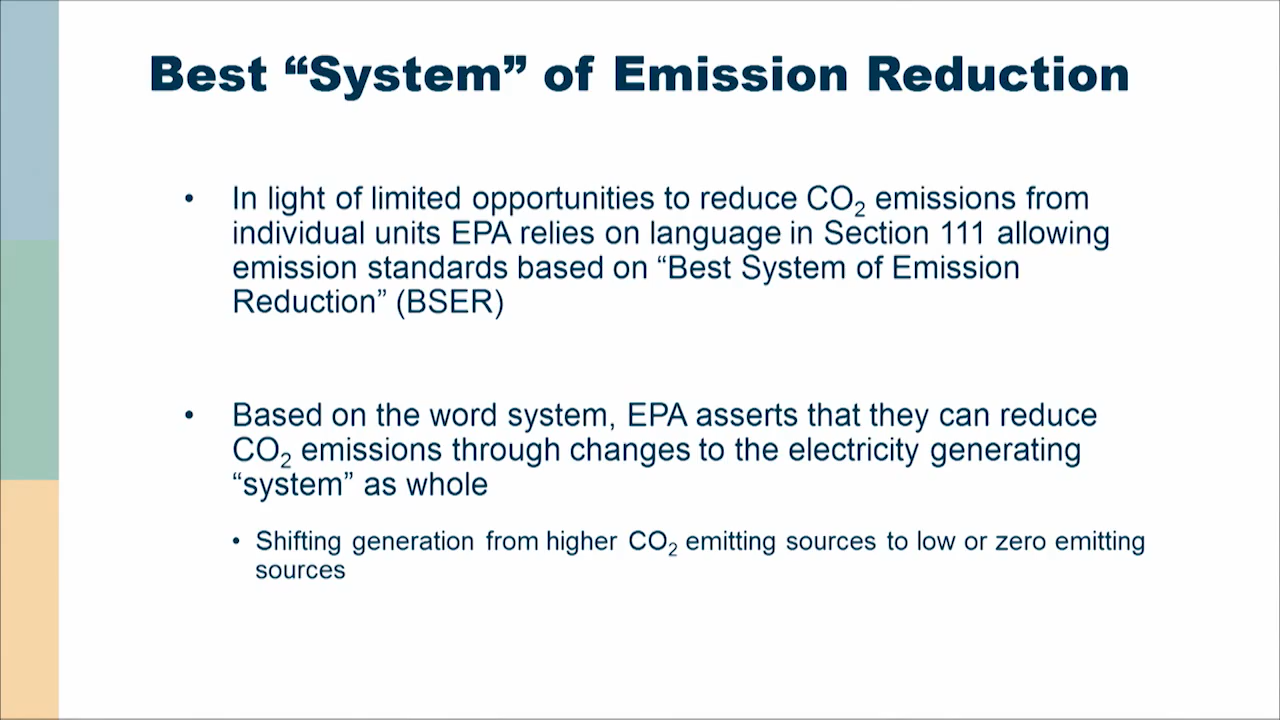 Best “System” of Emission Reduction
• In light of limited opportunities to reduce CO₂ emissions from
individual units EPA relies on language in Section 111 allowing
emission standards based on “Best System of Emission
Reduction” (BSER)
• Based on the word system, EPA asserts that they can reduce
CO₂ emissions through changes to the electricity generating
“system” as whole
• Shifting generation from higher CO₂ emitting sources to low or zero emitting
sources